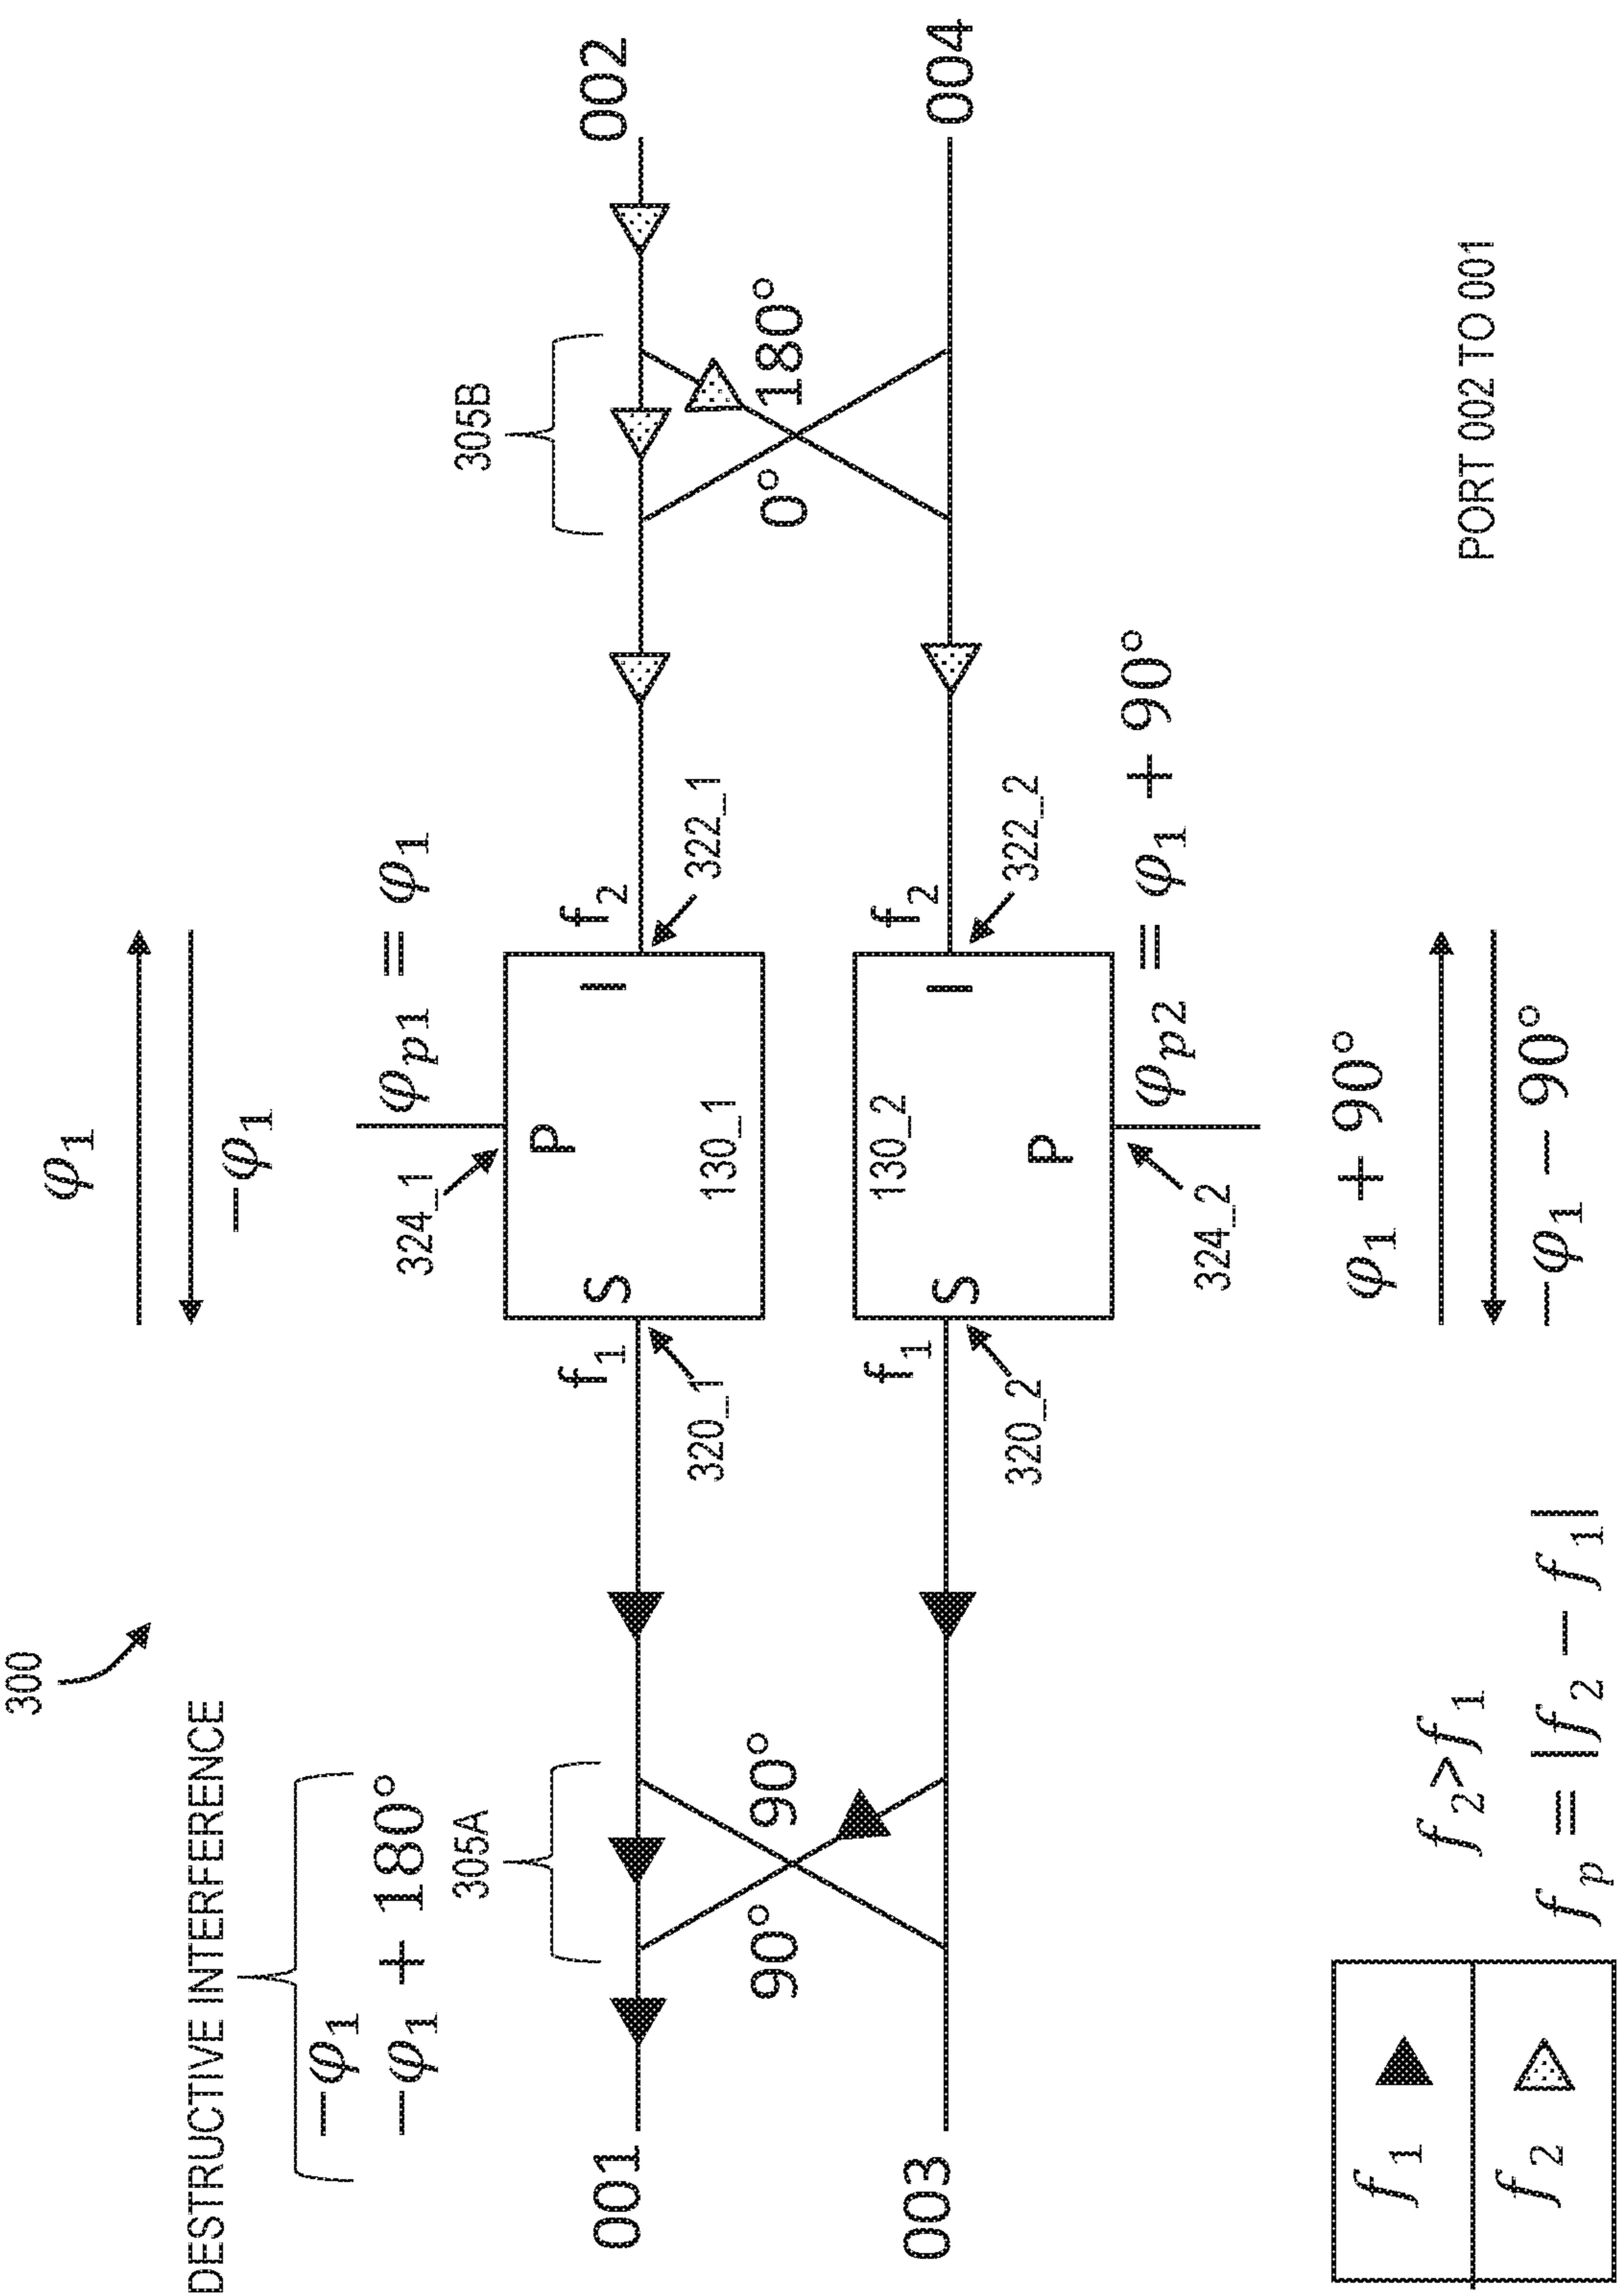 300
DESTRUCTIVE INTERFERENCE
−φ₁
−φ₁ + 180°
305A
φ₁
−φ₁
φₚ₁ = φ₁
324_1
305B
001
f₁
320_1
S
P
I
130_1
f₂
322_1
002
90°
90°
0°
180°
003
f₁
320_2
S
P
I
130_2
f₂
322_2
004
324_2
φₚ₂ = φ₁ + 90°
φ₁ + 90°
−φ₁ − 90°
f₁
f₂
f₂>f₁
fₚ = |f₂ − f₁|
PORT 002 TO 001